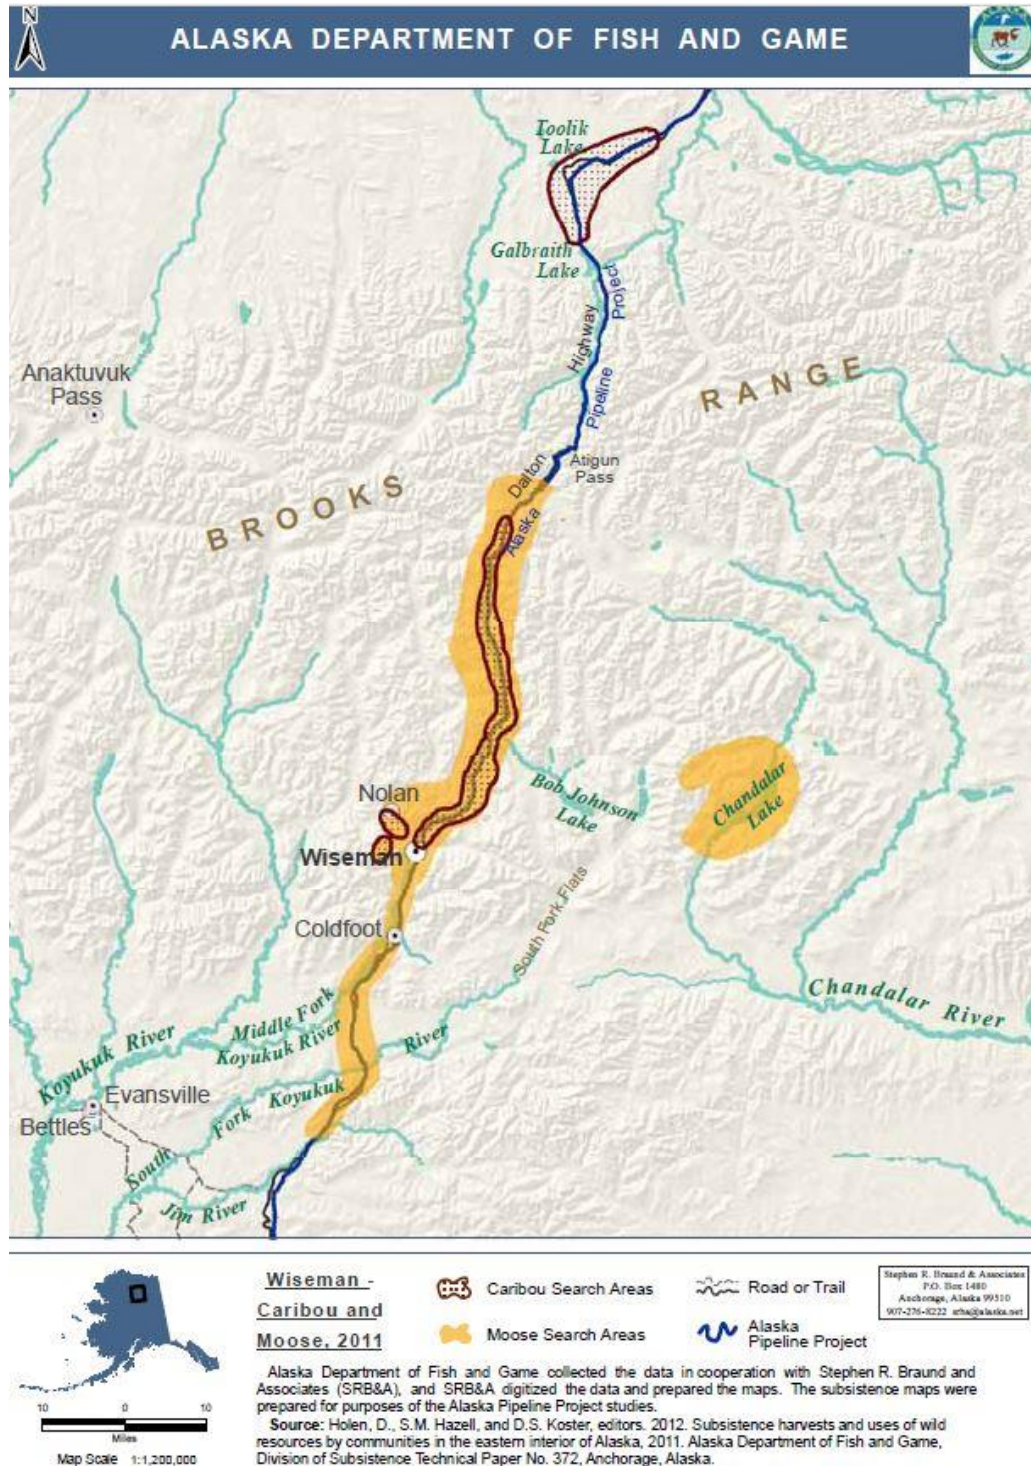 N
ALASKA DEPARTMENT OF FISH AND GAME
Toolik
Lake
Galbraith
Lake
Project
Highway
Pipeline
Anaktuvuk
Pass
RANGE
Dalton
Atigun
Pass
BROOKS
Alaska
Nolan
Bob Johnson
Lake
Chandalar
Lake
Wiseman
Coldfoot
South Fork Flats
Chandalar River
Middle Fork
Koyukuk River
Koyukuk River
River
Evansville
Bettles
South Fork Koyukuk
Jim River
Wiseman -
Caribou and
Moose, 2011
Caribou Search Areas
Road or Trail
Moose Search Areas
Alaska
Pipeline Project
Stephen R. Braund & Associates
P.O. Box 1480
Anchorage, Alaska 99510
907-276-8222 srba@alaska.net
10 0 10
Miles
Map Scale 1:1,200,000
Alaska Department of Fish and Game collected the data in cooperation with Stephen R. Braund and
Associates (SRB&A), and SRB&A digitized the data and prepared the maps. The subsistence maps were
prepared for purposes of the Alaska Pipeline Project studies.
Source: Holen, D., S.M. Hazell, and D.S. Koster, editors. 2012. Subsistence harvests and uses of wild
resources by communities in the eastern interior of Alaska, 2011. Alaska Department of Fish and Game,
Division of Subsistence Technical Paper No. 372, Anchorage, Alaska.